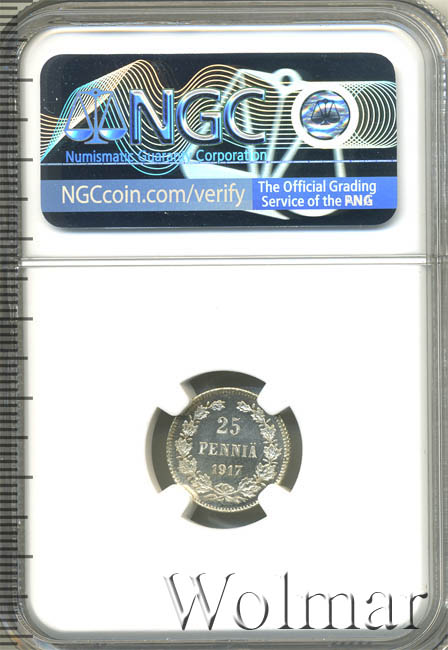 NGC
Numismatic Guaranty Corporation
NGCcoin.com/verify
The Official Grading
Service of the PNG
25
PENNIÄ
1917
Wolmar